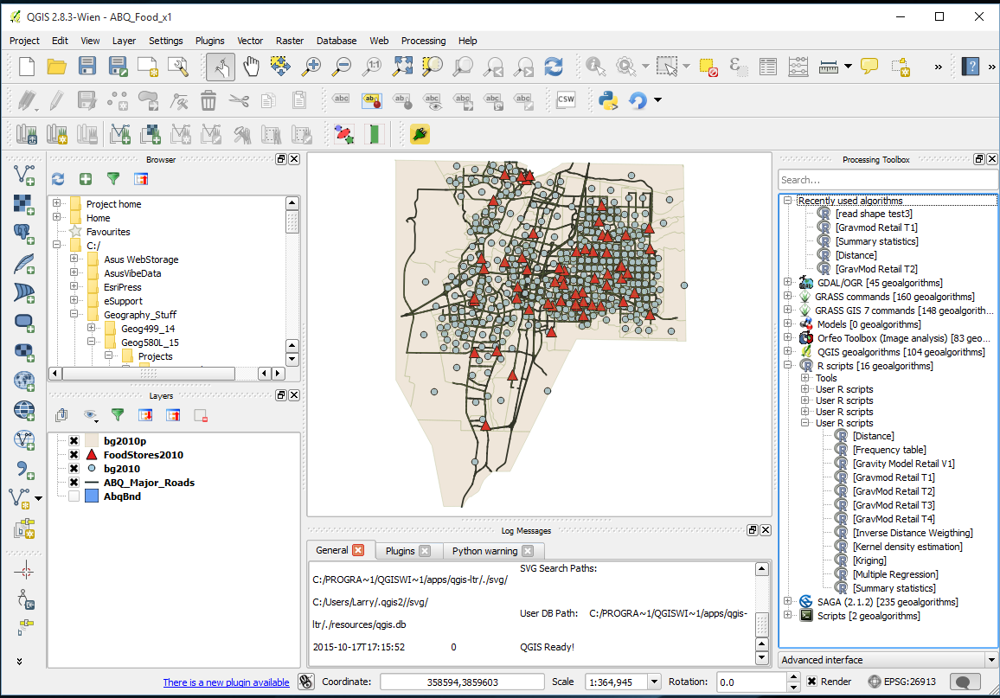 QGIS 2.8.3-Wien - ABQ_Food_x1
Project Edit View Layer Settings Plugins Vector Raster Database Web Processing Help
1:1
»
?
»
abc
ab
ab
abc
abc
abc
abc
CSW
Browser
Project home
Home
Favourites
C:/
Asus WebStorage
AsusVibeData
EsriPress
eSupport
Geography_Stuff
Geog499_14
Geog580L_15
Projects
Layers
bg2010p
FoodStores2010
bg2010
ABQ_Major_Roads
AbqBnd
Log Messages
General Plugins Python warning
SVG Search Paths:
C:/PROGRA~1/QGISWI~1/apps/qgis-ltr/./svg/
C:/Users/Larry/.qgis2//svg/
User DB Path: C:/PROGRA~1/QGISWI~1/apps/qgis-
ltr/./resources/qgis.db
2015-10-17T17:15:52 0 QGIS Ready!
Processing Toolbox
Search...
Recently used algorithms
[read shape test3]
[Gravmod Retail T1]
[Summary statistics]
[Distance]
[GravMod Retail T2]
GDAL/OGR [45 geoalgorithms]
GRASS commands [160 geoalgorithms]
GRASS GIS 7 commands [148 geoalgorith...
Models [0 geoalgorithms]
Orfeo Toolbox (Image analysis) [83 geo...
QGIS geoalgorithms [104 geoalgorithms]
R scripts [16 geoalgorithms]
Tools
User R scripts
User R scripts
User R scripts
User R scripts
[Distance]
[Frequency table]
[Gravity Model Retail V1]
[Gravmod Retail T1]
[GravMod Retail T2]
[GravMod Retail T3]
[GravMod Retail T4]
[Inverse Distance Weigthing]
[Kernel density estimation]
[Kriging]
[Multiple Regression]
[Summary statistics]
SAGA (2.1.2) [235 geoalgorithms]
Scripts [2 geoalgorithms]
Advanced interface
There is a new plugin available Coordinate: 358594,3859603 Scale 1:364,945 Rotation: 0.0 Render EPSG:26913